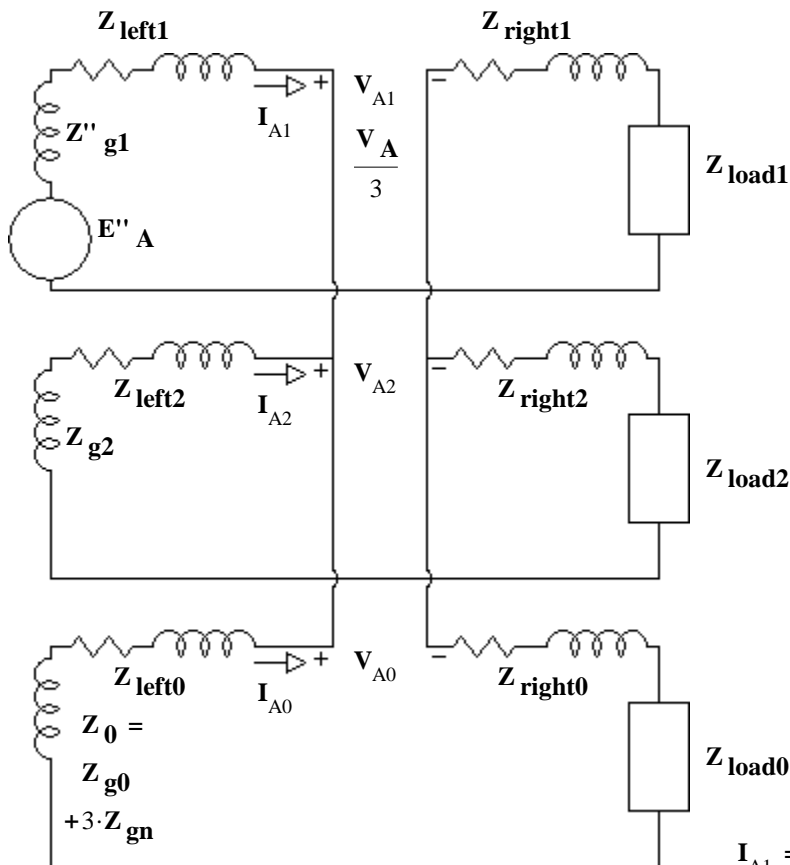 Z left1 Z right1
+ V A1 −
I A1
Z" g1
V A
3
Z load1
E" A
+ V A2 −
Z left2 Z right2
I A2
Z g2
Z load2
+ V A0 −
Z left0 Z right0
I A0
Z 0 =
Z g0
Z load0
+3·Z gn
I A1 =